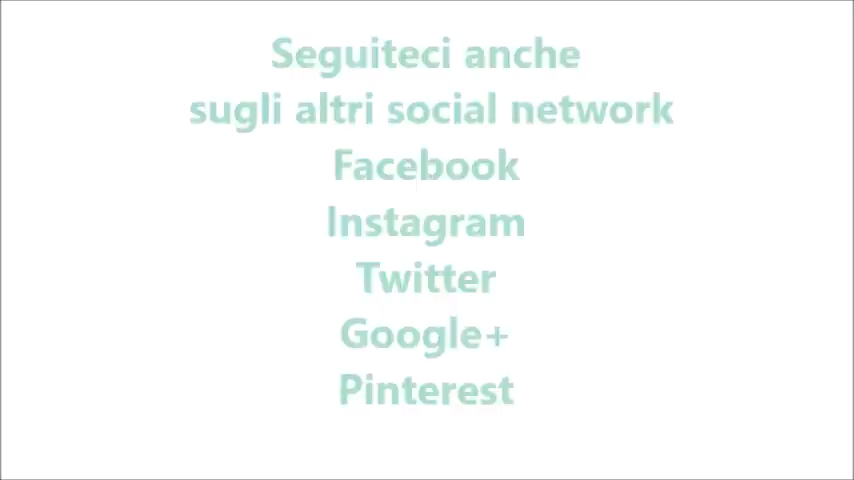 Seguiteci anche
sugli altri social network
Facebook
Instagram
Twitter
Google+
Pinterest